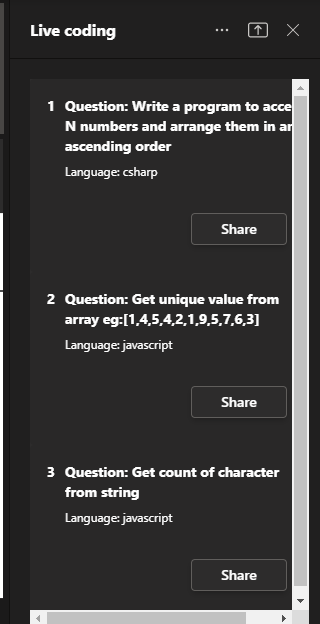 Live coding
1 Question: Write a program to acce
N numbers and arrange them in an
ascending order
Language: csharp
Share
2 Question: Get unique value from
array eg:[1,4,5,4,2,1,9,5,7,6,3]
Language: javascript
Share
3 Question: Get count of character
from string
Language: javascript
Share